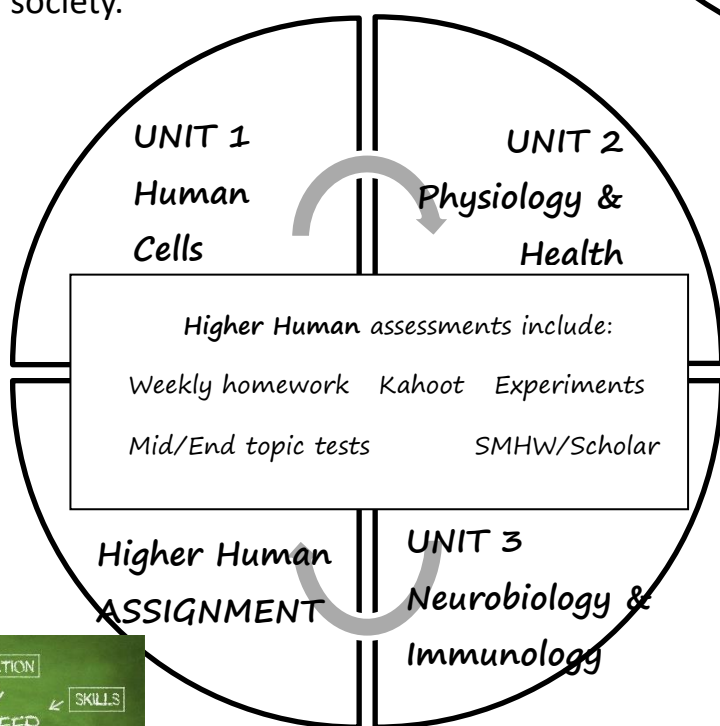 society.
UNIT 1
Human
Cells
UNIT 2
Physiology &
Health
Higher Human assessments include:
Weekly homework Kahoot Experiments
Mid/End topic tests SMHW/Scholar
Higher Human
ASSIGNMENT
UNIT 3
Neurobiology &
Immunology
SKILLS